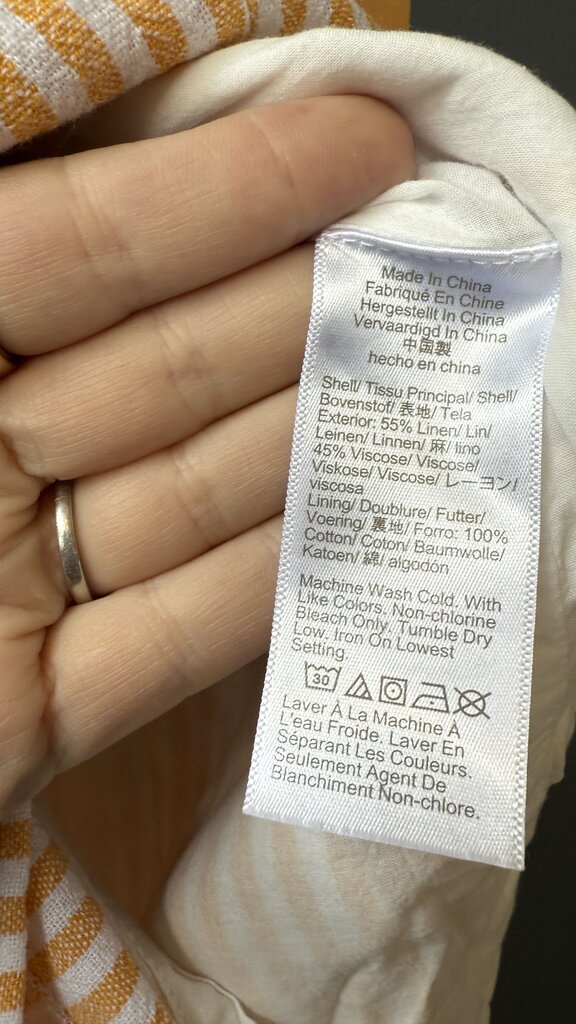 Made In China
Fabriqué En Chine
Hergestellt In China
Vervaardigd In China
中国製
hecho en china
Shell/ Tissu Principal/ Shell/
Bovenstof/ 表地/ Tela
Exterior: 55% Linen/ Lin/
Leinen/ Linnen/ 麻/ lino
45% Viscose/ Viscose/
Viskose/ Viscose/ レーヨン/
viscosa
Lining/ Doublure/ Futter/
Voering/ 裏地/ Forro: 100%
Cotton/ Coton/ Baumwolle/
Katoen/ 綿/ algodón
Machine Wash Cold. With
Like Colors. Non-chlorine
Bleach Only. Tumble Dry
Low. Iron On Lowest
Setting.
30
Laver À La Machine À
L'eau Froide. Laver En
Séparant Les Couleurs.
Seulement Agent De
Blanchiment Non-chlore.